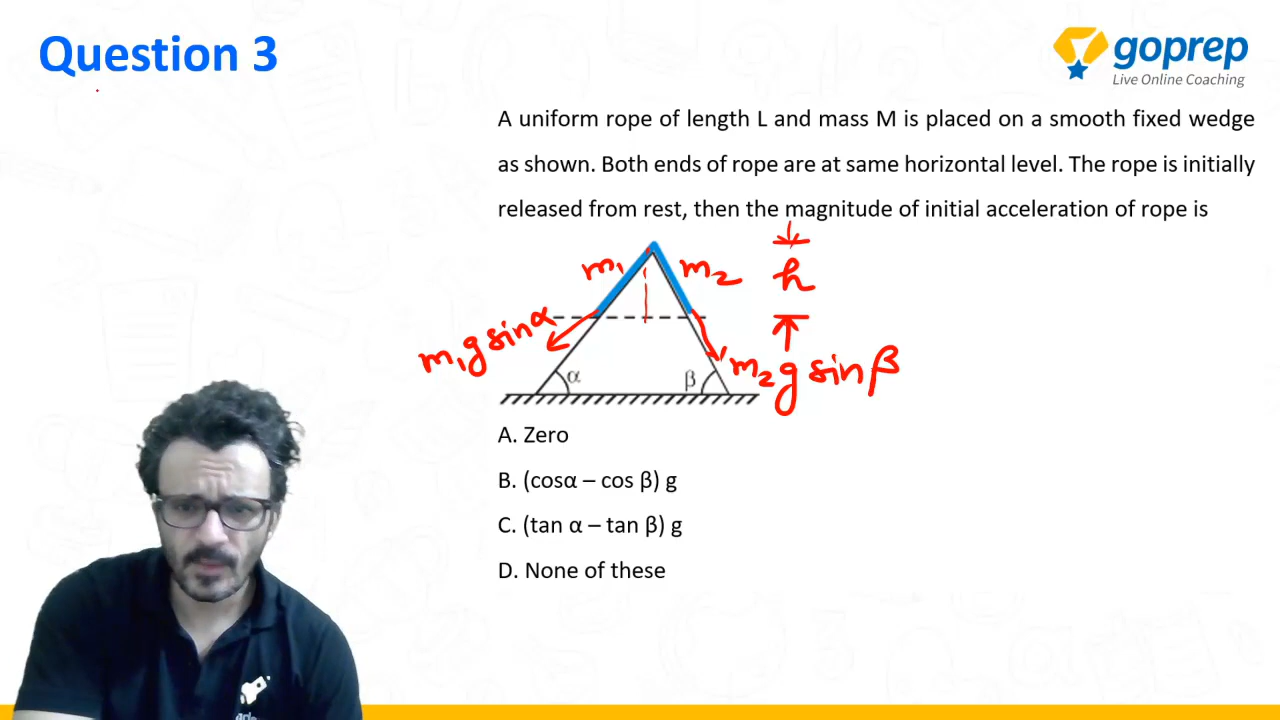 Question 3
goprep
Live Online Coaching
A uniform rope of length L and mass M is placed on a smooth fixed wedge
as shown. Both ends of rope are at same horizontal level. The rope is initially
released from rest, then the magnitude of initial acceleration of rope is
m1
m2
h
m1g sinα
m2g sinβ
α
β
A. Zero
B. (cosα – cos β) g
C. (tan α – tan β) g
D. None of these